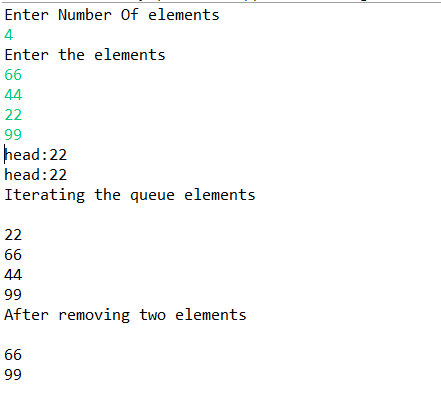 Enter Number Of elements
4
Enter the elements
66
44
22
99
head:22
head:22
Iterating the queue elements
22
66
44
99
After removing two elements
66
99